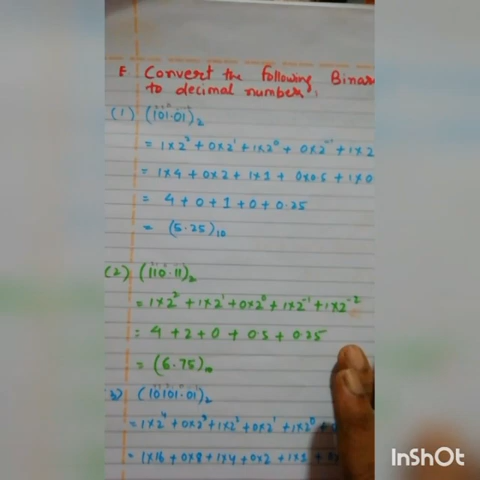 E Convert the following Binar
to decimal number.
(1) (101.01)₂
= 1×2² + 0×2¹ + 1×2⁰ + 0×2⁻¹ + 1×2
= 1×4 + 0×2 + 1×1 + 0×0.5 + 1×0
= 4 + 0 + 1 + 0 + 0.25
= (5.25)₁₀
(2) (110.11)₂
= 1×2² + 1×2¹ + 0×2⁰ + 1×2⁻¹ + 1×2⁻²
= 4 + 2 + 0 + 0.5 + 0.25
= (6.75)₁₀
3) (10101.01)₂
= 1×2⁴ + 0×2³ + 1×2² + 0×2¹ + 1×2⁰ +
= 1×16 + 0×8 + 1×4 + 0×2 + 1×1 +
InShOt